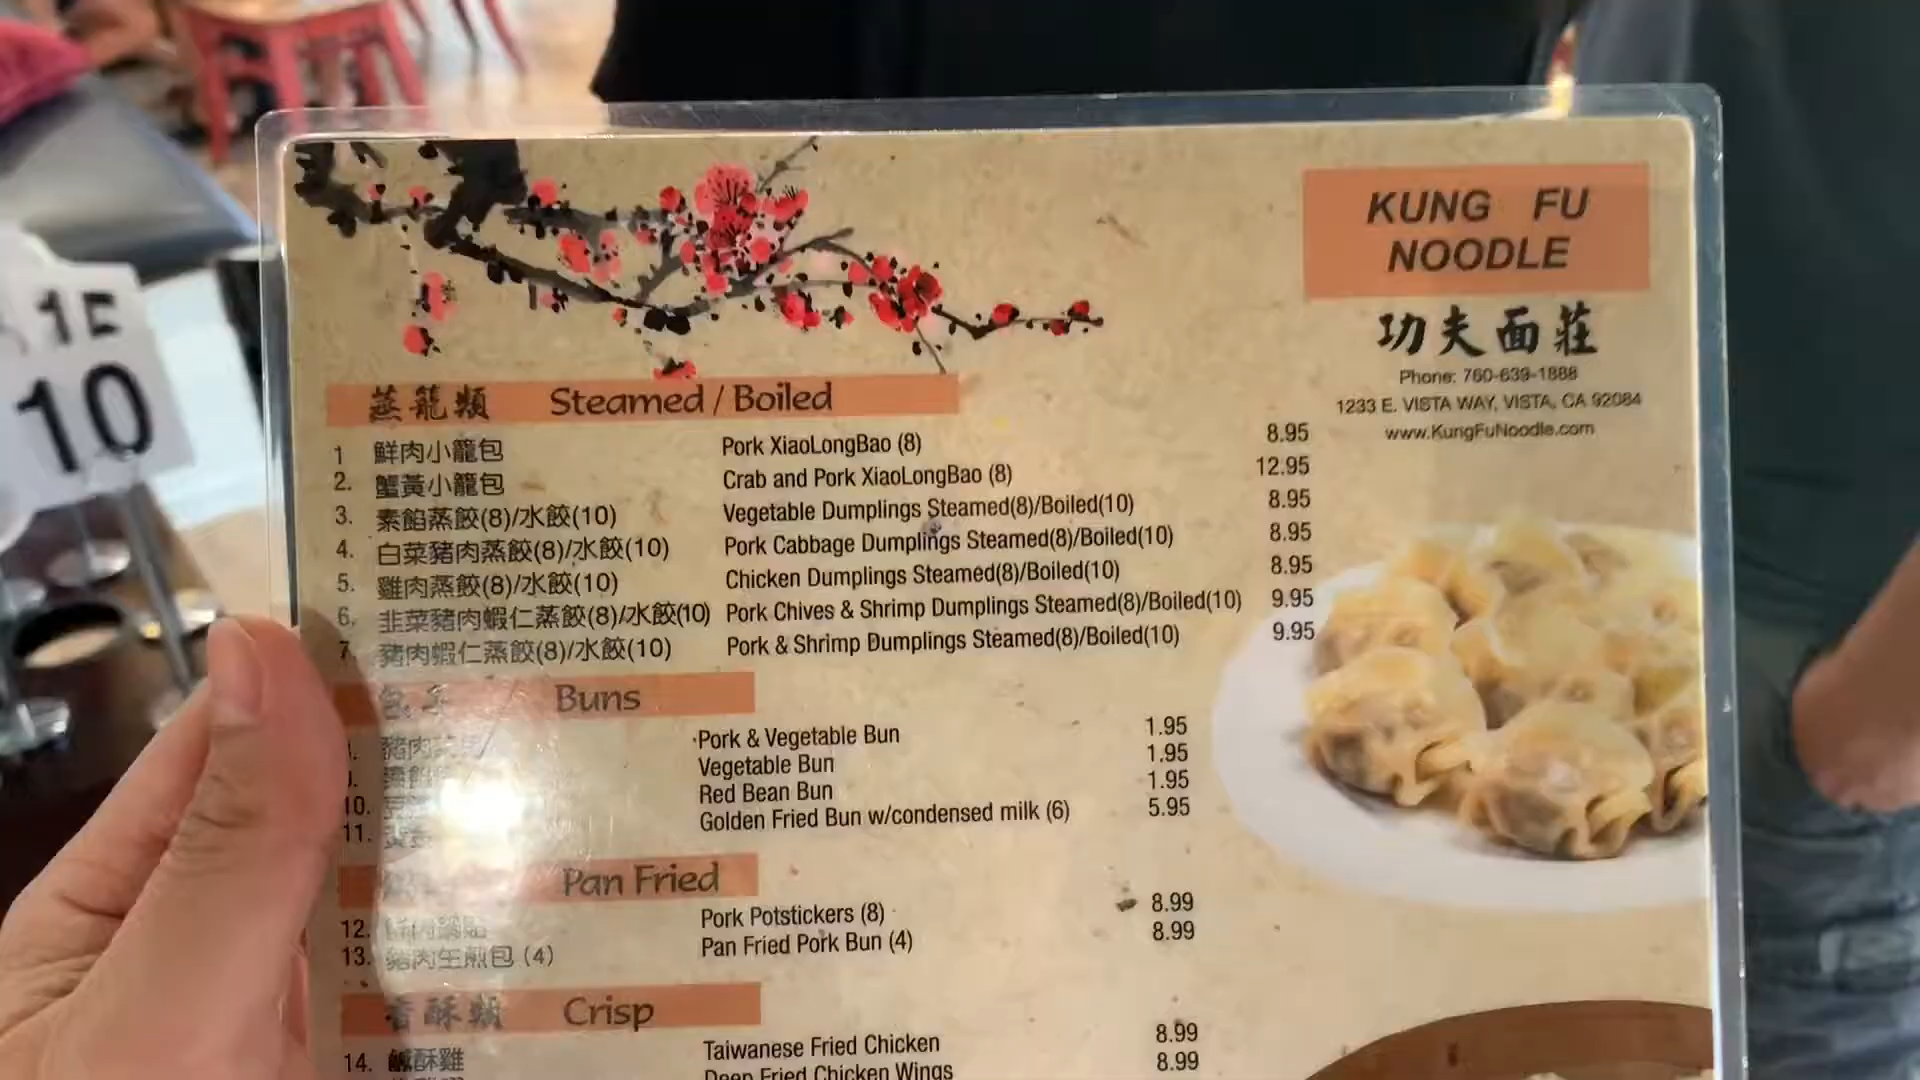 KUNG FU
NOODLE
功夫面莊
Phone: 760-639-1888
1233 E. VISTA WAY, VISTA, CA 92084
www.KungFuNoodle.com
10
蒸籠類 Steamed / Boiled
1 鮮肉小籠包 Pork XiaoLongBao (8) 8.95
2. 蟹黃小籠包 Crab and Pork XiaoLongBao (8) 12.95
3. 素餡蒸餃(8)/水餃(10) Vegetable Dumplings Steamed(8)/Boiled(10) 8.95
4. 白菜豬肉蒸餃(8)/水餃(10) Pork Cabbage Dumplings Steamed(8)/Boiled(10) 8.95
5. 雞肉蒸餃(8)/水餃(10) Chicken Dumplings Steamed(8)/Boiled(10) 8.95
6. 韭菜豬肉蝦仁蒸餃(8)/水餃(10) Pork Chives & Shrimp Dumplings Steamed(8)/Boiled(10) 9.95
7. 豬肉蝦仁蒸餃(8)/水餃(10) Pork & Shrimp Dumplings Steamed(8)/Boiled(10) 9.95
包子 Buns
Pork & Vegetable Bun 1.95
Vegetable Bun 1.95
10. Red Bean Bun 1.95
11. Golden Fried Bun w/condensed milk (6) 5.95
Pan Fried
12. Pork Potstickers (8) 8.99
13. 豬肉生煎包 (4) Pan Fried Pork Bun (4) 8.99
香酥類 Crisp
14. 鹹酥雞 Taiwanese Fried Chicken 8.99
Deep Fried Chicken Wings 8.99